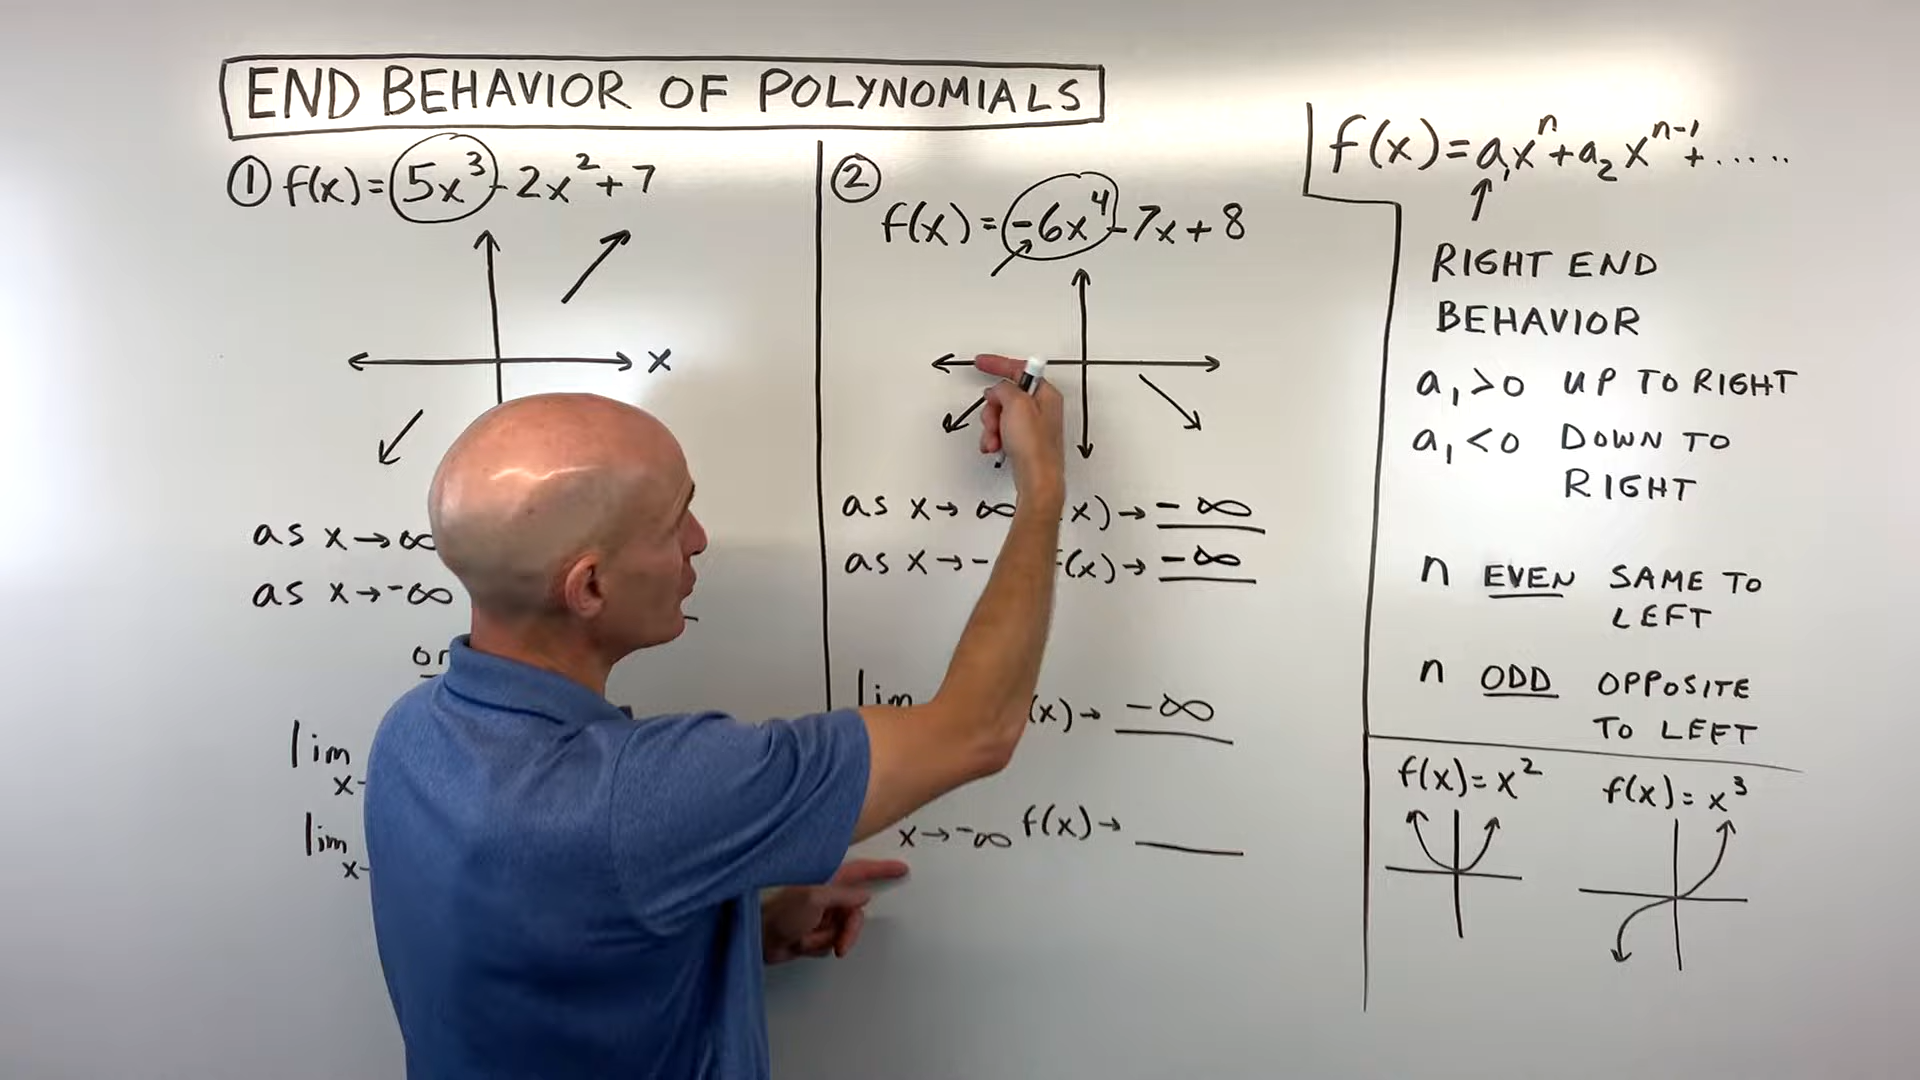 END BEHAVIOR OF POLYNOMIALS
① f(x) = 5x³ - 2x² + 7
x
as x → ∞
as x → -∞
or
lim
x-
lim
x-
②
f(x) = -6x⁴ - 7x + 8
as x → ∞ x) → -∞
as x → - (x) → -∞
lim (x) → -∞
x → -∞ f(x) →
f(x) = a₁xⁿ + a₂xⁿ⁻¹ + ......
↑
RIGHT END
BEHAVIOR
a₁ > 0 UP TO RIGHT
a₁ < 0 DOWN TO
RIGHT
n EVEN SAME TO
LEFT
n ODD OPPOSITE
TO LEFT
f(x) = x²
f(x) = x³